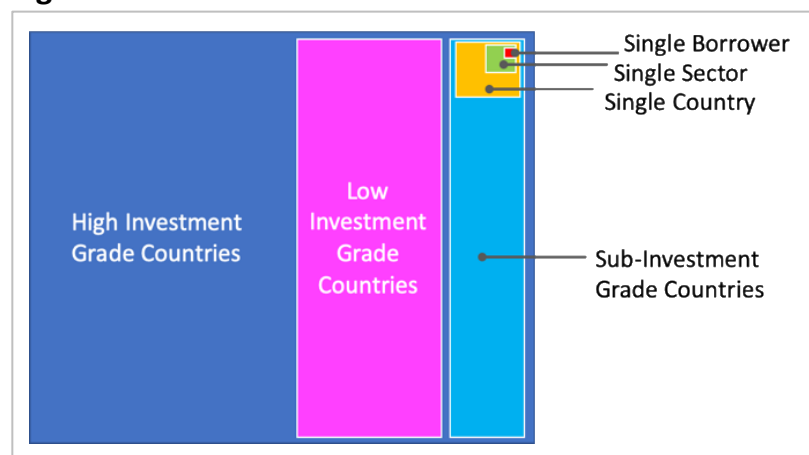 Single Borrower
Single Sector
Single Country
High Investment
Grade Countries
Low
Investment
Grade
Countries
Sub-Investment
Grade Countries